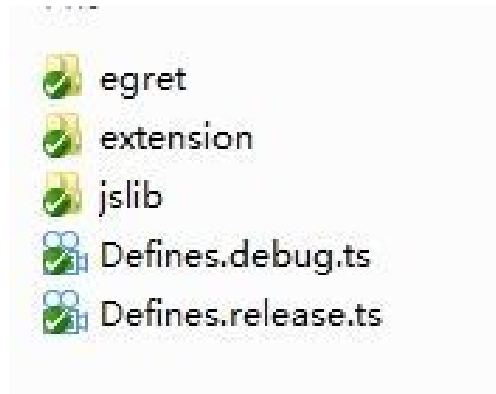 egret
extension
jslib
Defines.debug.ts
Defines.release.ts